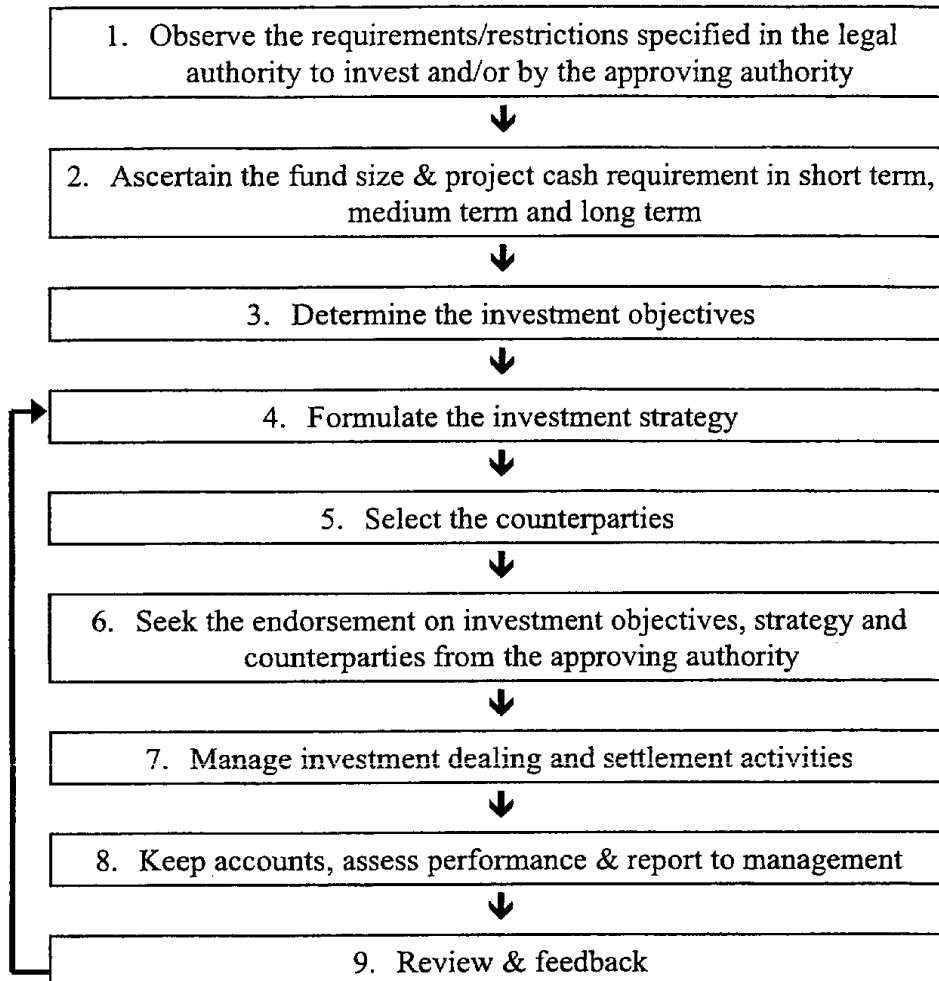 1. Observe the requirements/restrictions specified in the legal
authority to invest and/or by the approving authority
2. Ascertain the fund size & project cash requirement in short term,
medium term and long term
3. Determine the investment objectives
4. Formulate the investment strategy
5. Select the counterparties
6. Seek the endorsement on investment objectives, strategy and
counterparties from the approving authority
7. Manage investment dealing and settlement activities
8. Keep accounts, assess performance & report to management
9. Review & feedback